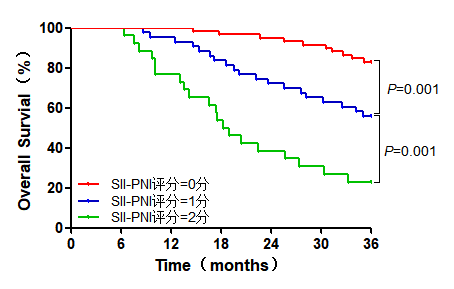 Overall Survial（%）
100
80
60
40
20
0
P=0.001
P=0.001
SII-PNI评分=0分
SII-PNI评分=1分
SII-PNI评分=2分
0 6 12 18 24 30 36
Time（months）